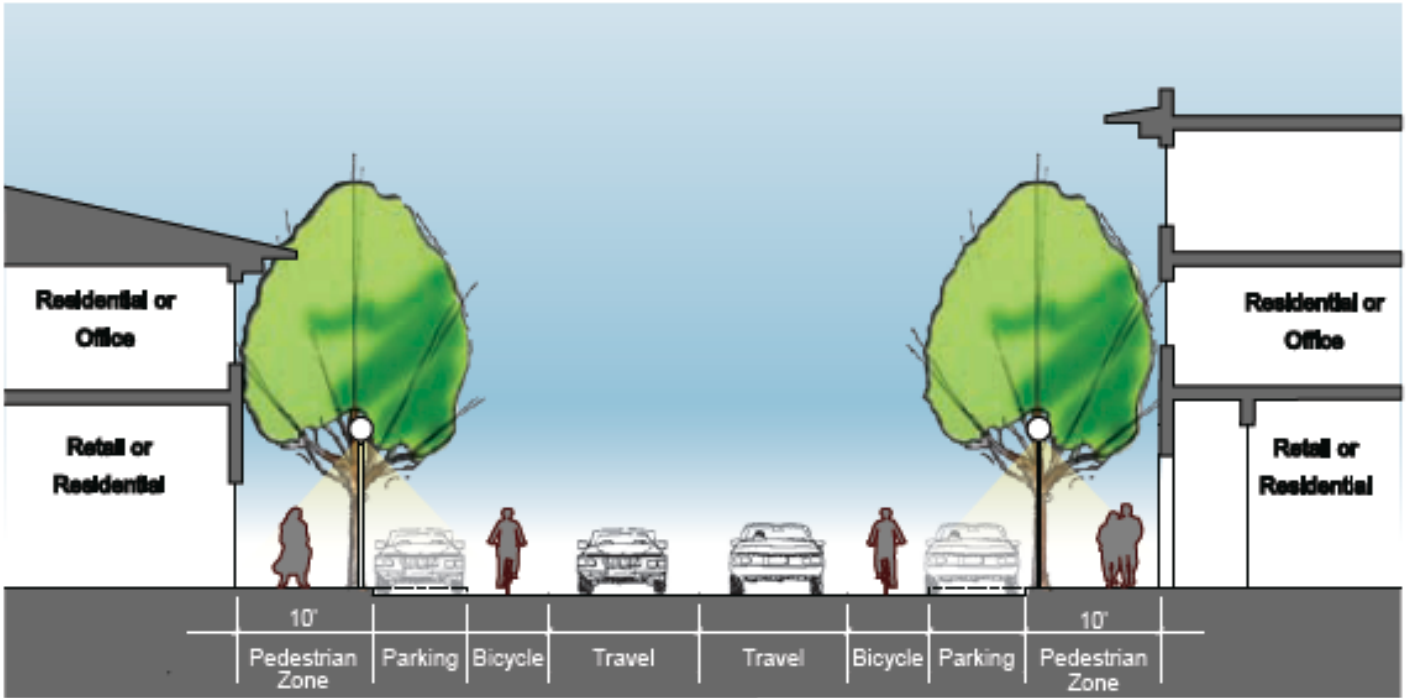 Residential or
Office
Residential or
Office
Retail or
Residential
Retail or
Residential
10'
10'
Pedestrian
Zone
Parking
Bicycle
Travel
Travel
Bicycle
Parking
Pedestrian
Zone